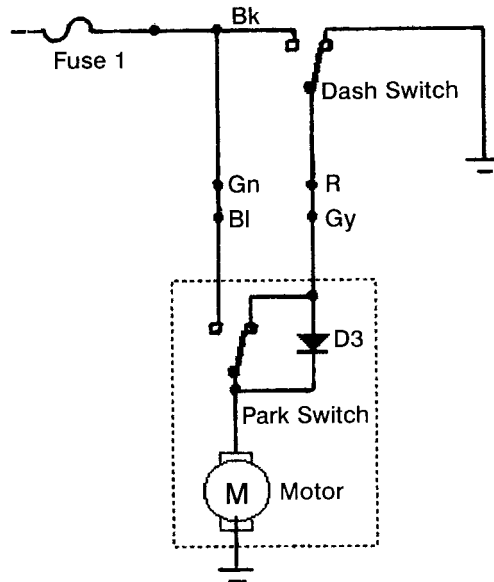 Bk
Fuse 1
Dash Switch
Gn
R
Bl
Gy
D3
Park Switch
M
Motor